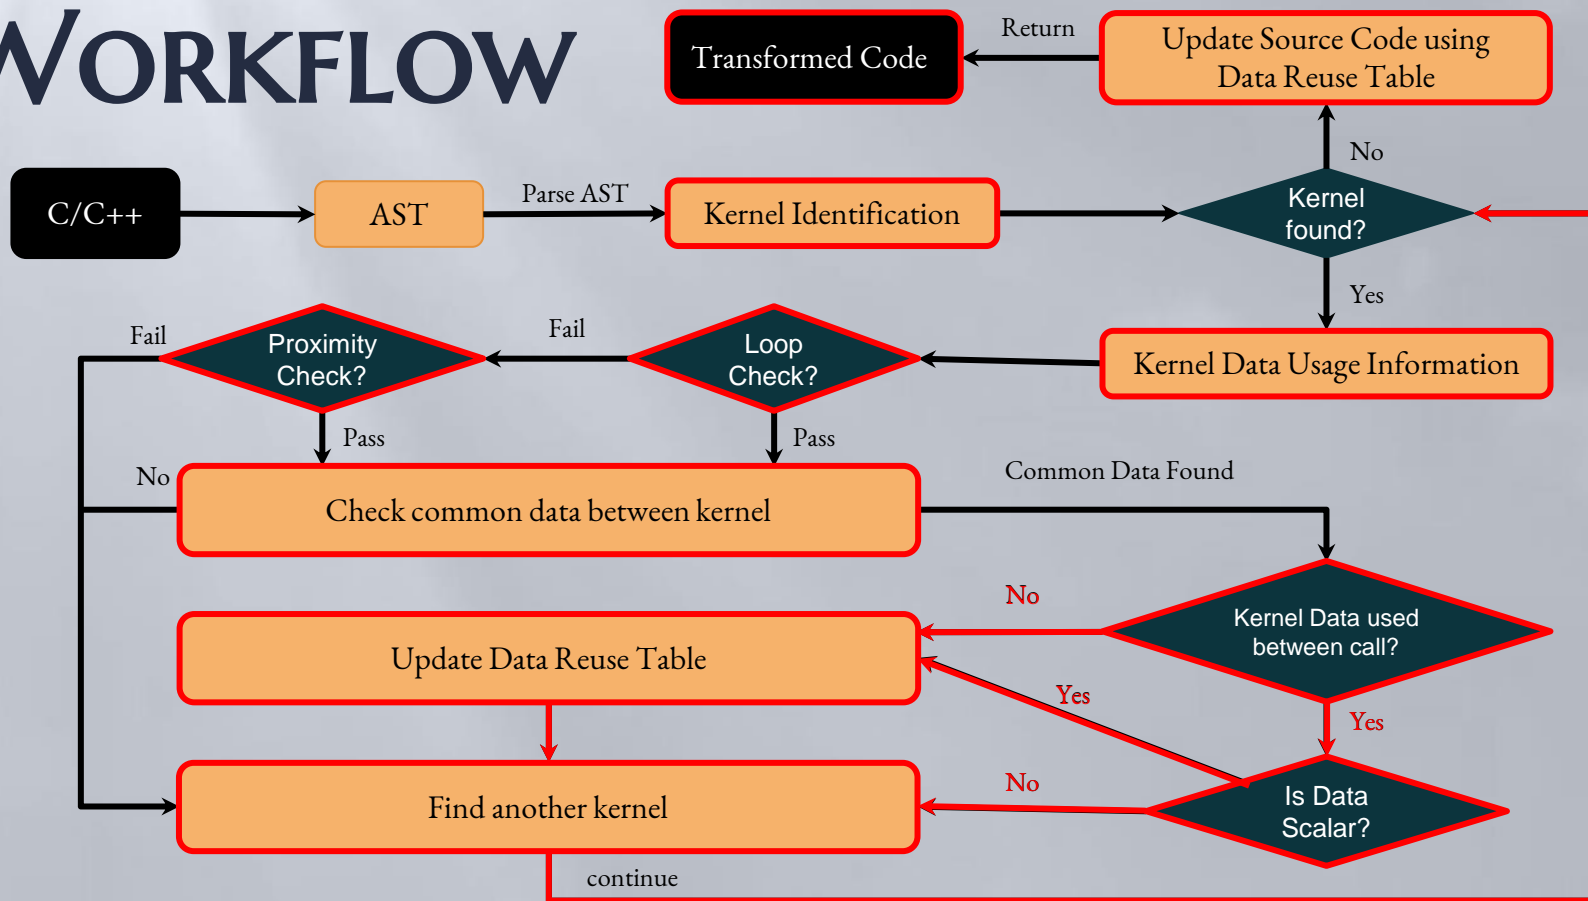 WORKFLOW
Transformed Code
Return
Update Source Code using
Data Reuse Table
No
C/C++
AST
Parse AST
Kernel Identification
Kernel
found?
Yes
Fail
Proximity
Check?
Fail
Loop
Check?
Kernel Data Usage Information
Pass
Pass
No
Check common data between kernel
Common Data Found
No
Kernel Data used
between call?
Update Data Reuse Table
Yes
Yes
No
Find another kernel
Is Data
Scalar?
continue